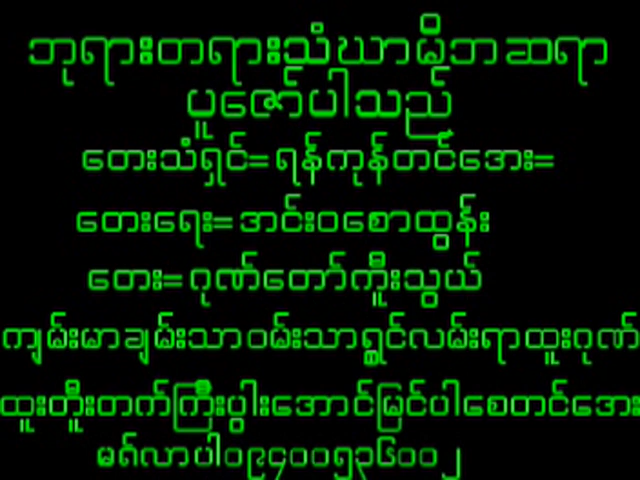 ဘုရားတရားသံဃာမိဘဆရာ
ပူဇော်ပါသည်
တေးသံရှင်=ရန်ကုန်တင်အေး=
တေးရေး=အင်းဝစောထွန်း
တေး=ဂုဏ်တော်ကိူးသွယ်
ကျမ်းမာချမ်းသာဝမ်းသာရွှင်လမ်းရာထူးဂုဏ်
ထူးတိူးတက်ကြီးပွါးအောင်မြင်ပါစေတင်အေး
မင်္ဂလာပါ၀၉၄၀၀၅၃၆၀၀၂